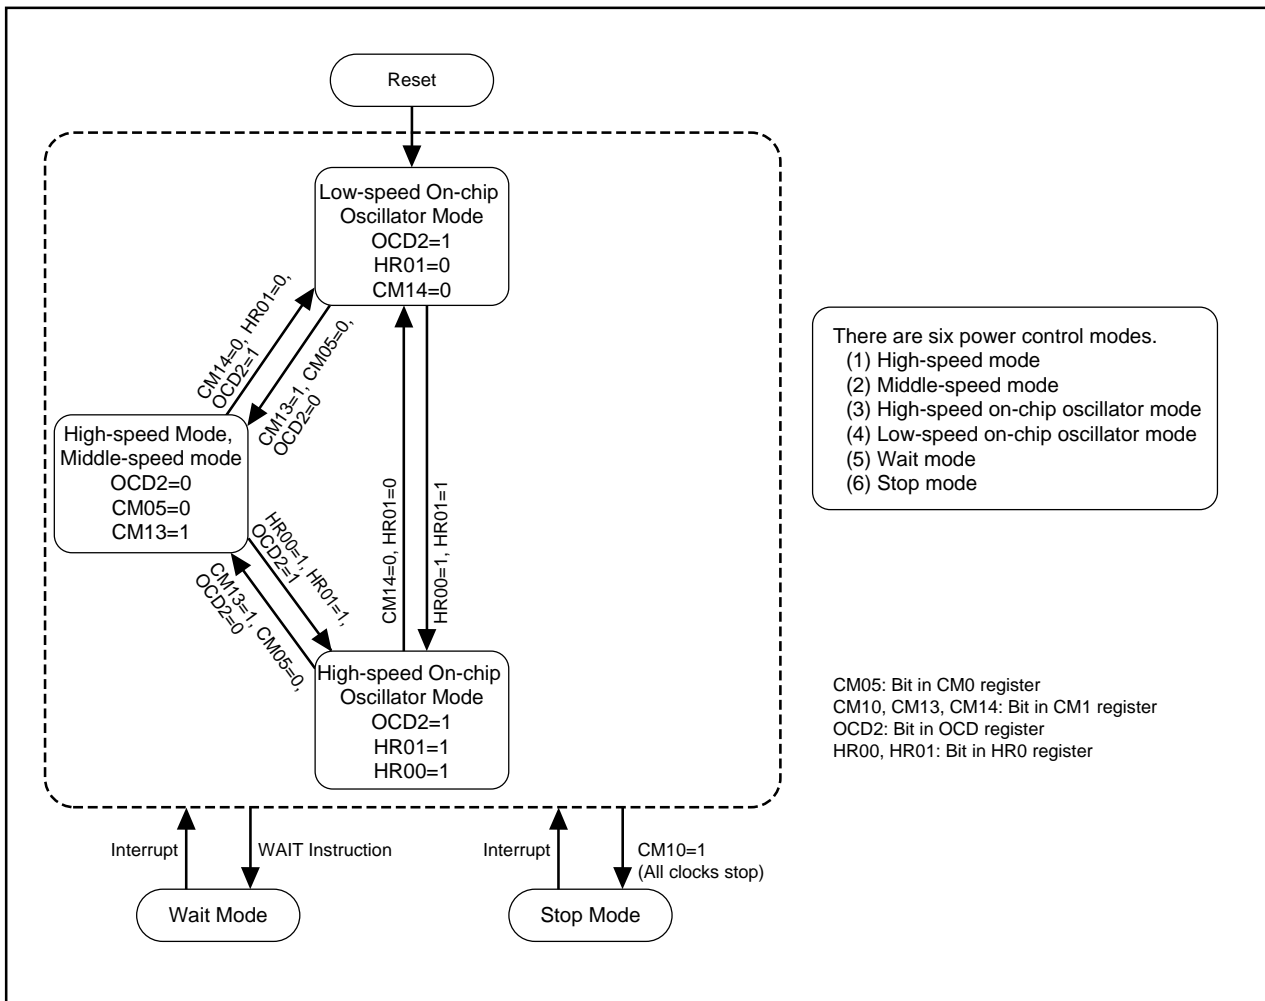 Reset
Low-speed On-chip
Oscillator Mode
OCD2=1
HR01=0
CM14=0
CM14=0, HR01=0,
OCD2=1
CM13=1, CM05=0,
OCD2=0
High-speed Mode,
Middle-speed mode
OCD2=0
CM05=0
CM13=1
HR00=1, HR01=1,
OCD2=1
CM13=1, CM05=0,
OCD2=0
CM14=0, HR01=0
HR00=1, HR01=1
High-speed On-chip
Oscillator Mode
OCD2=1
HR01=1
HR00=1
There are six power control modes.
(1) High-speed mode
(2) Middle-speed mode
(3) High-speed on-chip oscillator mode
(4) Low-speed on-chip oscillator mode
(5) Wait mode
(6) Stop mode
CM05: Bit in CM0 register
CM10, CM13, CM14: Bit in CM1 register
OCD2: Bit in OCD register
HR00, HR01: Bit in HR0 register
Interrupt
WAIT Instruction
Interrupt
CM10=1
(All clocks stop)
Wait Mode
Stop Mode